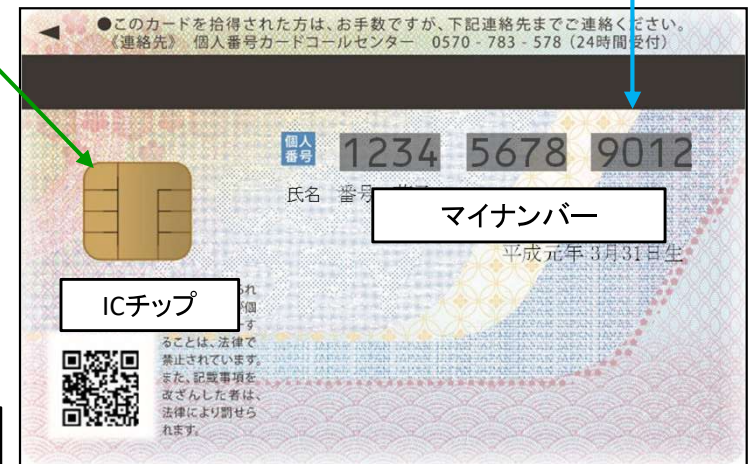 ●このカードを拾得された方は、お手数ですが、下記連絡先までご連絡ください。
《連絡先》 個人番号カードコールセンター 0570-783-578（24時間受付）
個人番号 1234 5678 9012
氏名 番号
マイナンバー
平成元年3月31日生
ICチップ
ることは、法律で
禁止されています。
また、記載事項を
改ざんした者は、
法律により罰せら
れます。